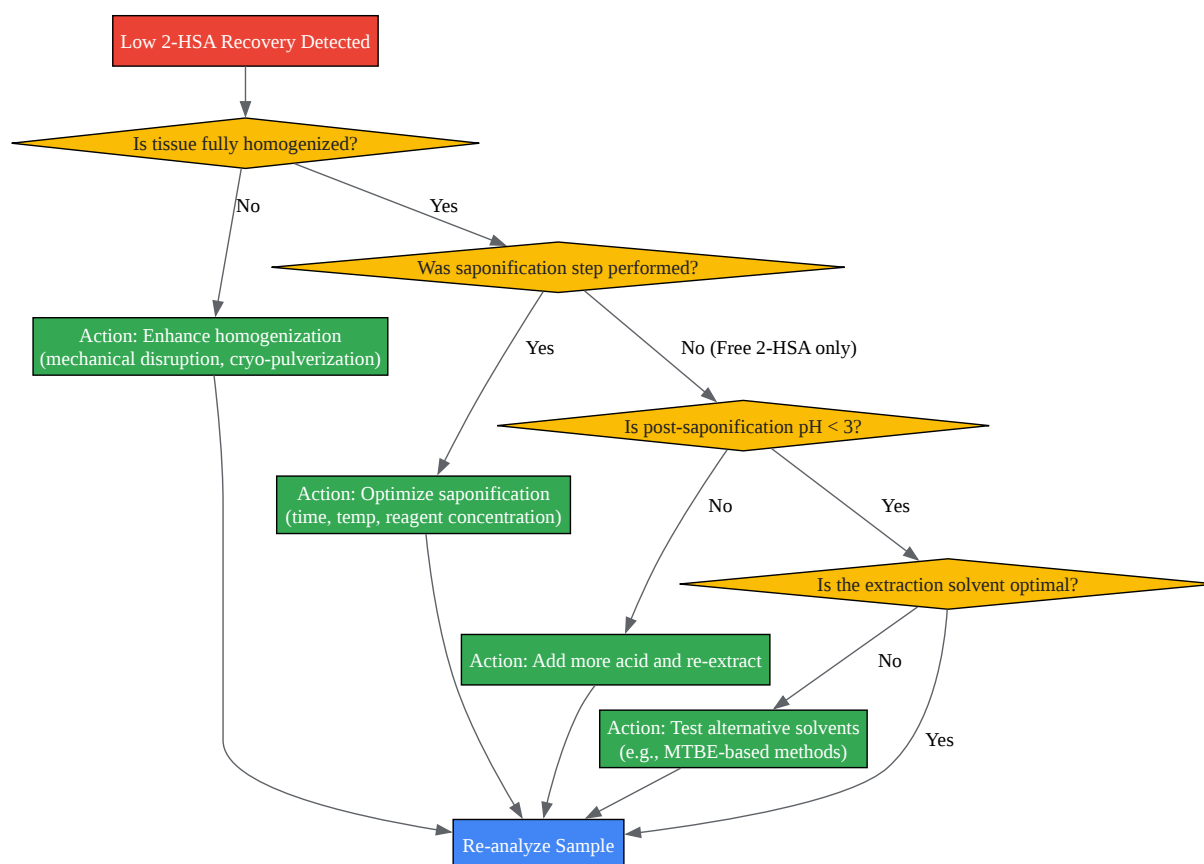 Low 2-HSA Recovery Detected
Is tissue fully homogenized?
No
Yes
Was saponification step performed?
Action: Enhance homogenization
(mechanical disruption, cryo-pulverization)
Yes
No (Free 2-HSA only)
Is post-saponification pH < 3?
Action: Optimize saponification
(time, temp, reagent concentration)
No
Yes
Is the extraction solvent optimal?
Action: Add more acid and re-extract
No
Action: Test alternative solvents
(e.g., MTBE-based methods)
Yes
Re-analyze Sample